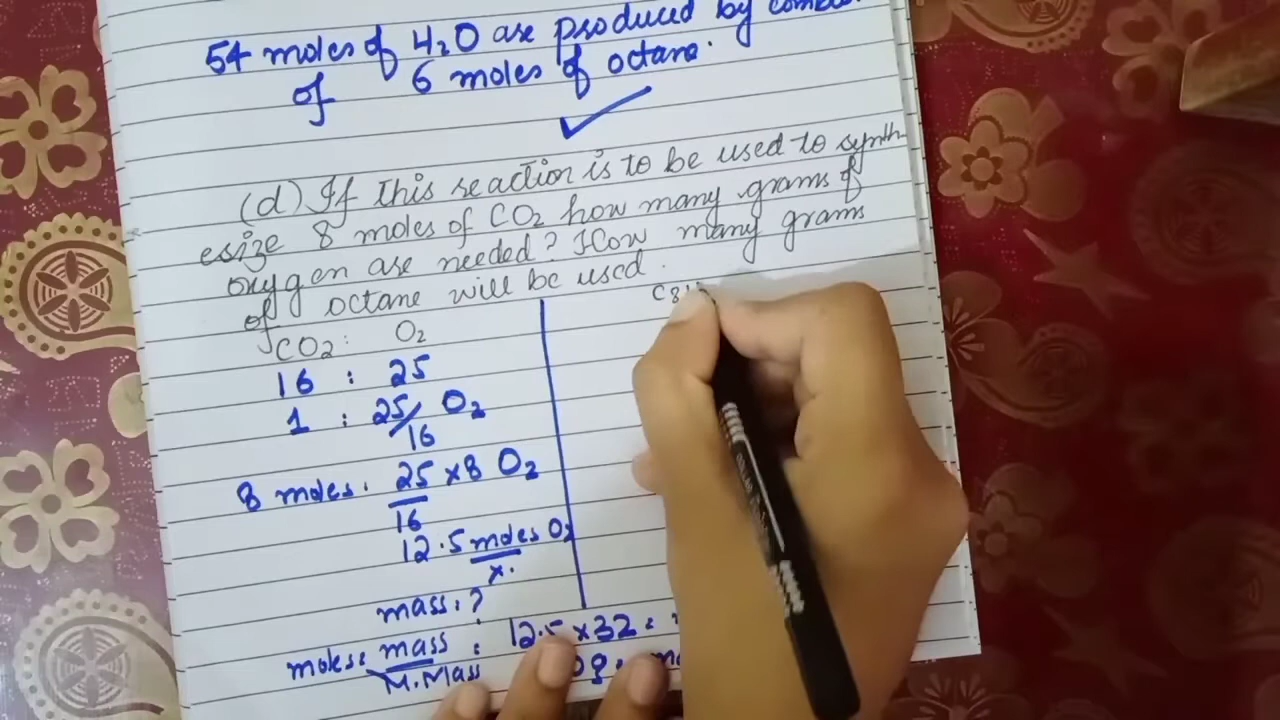 54 moles of H₂O are produced by
of 6 moles of octane.
(d) If this reaction is to be used to synth-
esize 8 moles of CO₂ how many grams of
oxygen are needed? How many grams
of octane will be used.
CO₂: O₂
C8
16 : 25
1 : 25/16 O₂
8 moles: 25/16 ×8 O₂
12.5 moles O₂
x.
mass: ?
moles: mass/M.Mass : 12.5 ×32 =
0g.